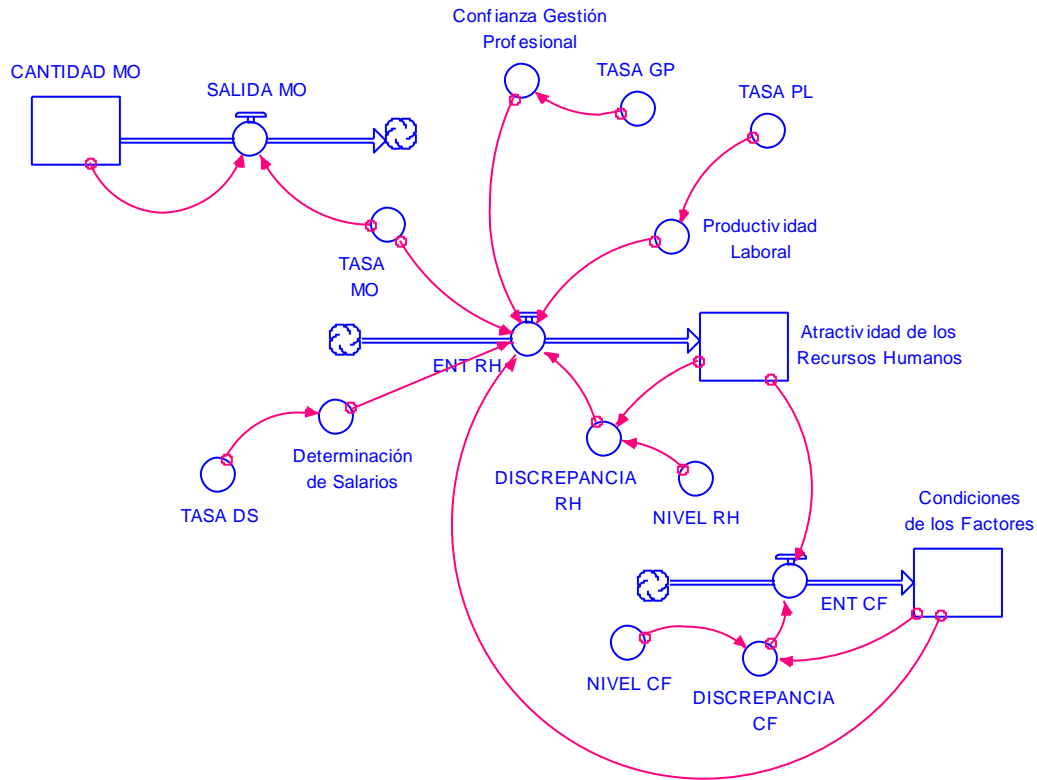 Confianza Gestión
Profesional
CANTIDAD MO
SALIDA MO
TASA GP
TASA PL
Productividad
Laboral
TASA
MO
Atractividad de los
Recursos Humanos
ENT RH
Determinación
de Salarios
DISCREPANCIA
RH
TASA DS
NIVEL RH
Condiciones
de los Factores
ENT CF
NIVEL CF
DISCREPANCIA
CF